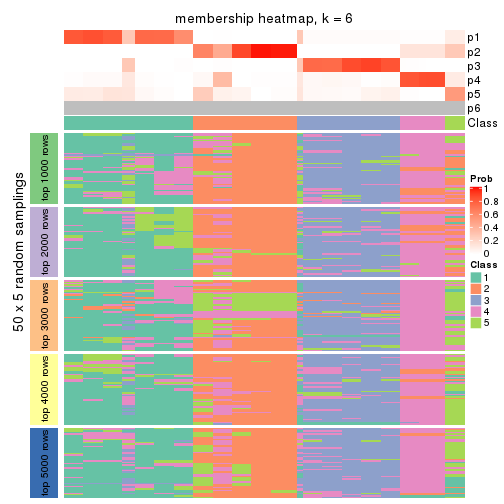 membership heatmap, k = 6
p1
p2
p3
p4
p5
p6
Class
50 x 5 random samplings
top 1000 rows
top 2000 rows
top 3000 rows
top 4000 rows
top 5000 rows
Prob
1
0.8
0.6
0.4
0.2
0
Class
1
2
3
4
5